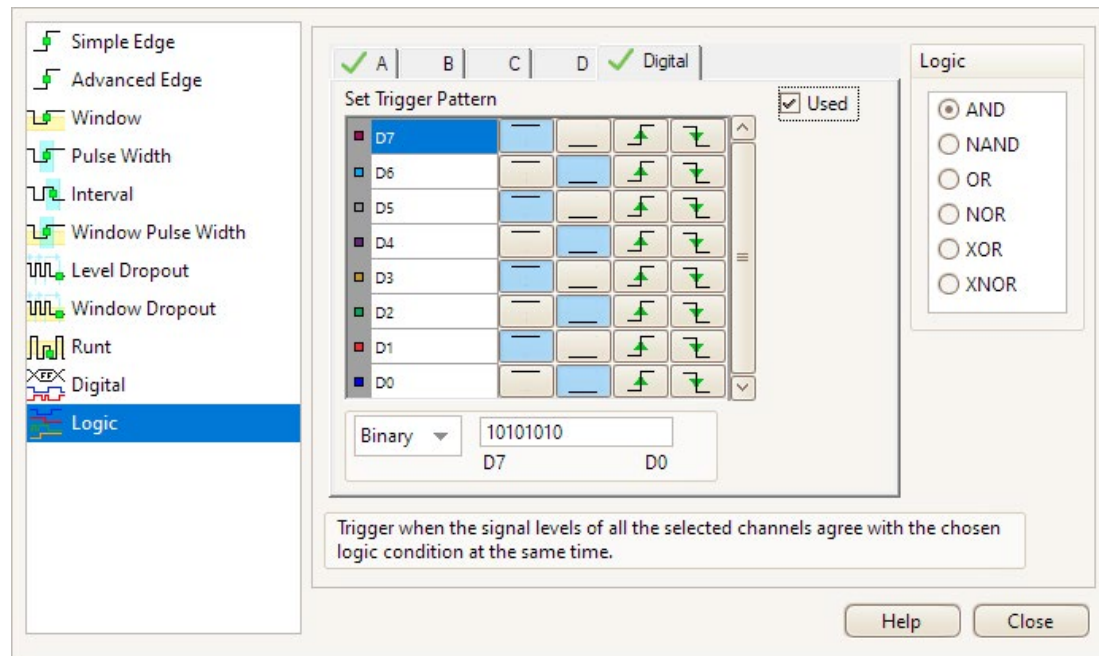 Simple Edge
Advanced Edge
Window
Pulse Width
Interval
Window Pulse Width
Level Dropout
Window Dropout
Runt
FF
Digital
Logic
A B C D Digital
Set Trigger Pattern
Used
D7
D6
D5
D4
D3
D2
D1
D0
Binary 10101010
D7 D0
Logic
AND
NAND
OR
NOR
XOR
XNOR
Trigger when the signal levels of all the selected channels agree with the chosen
logic condition at the same time.
Help Close